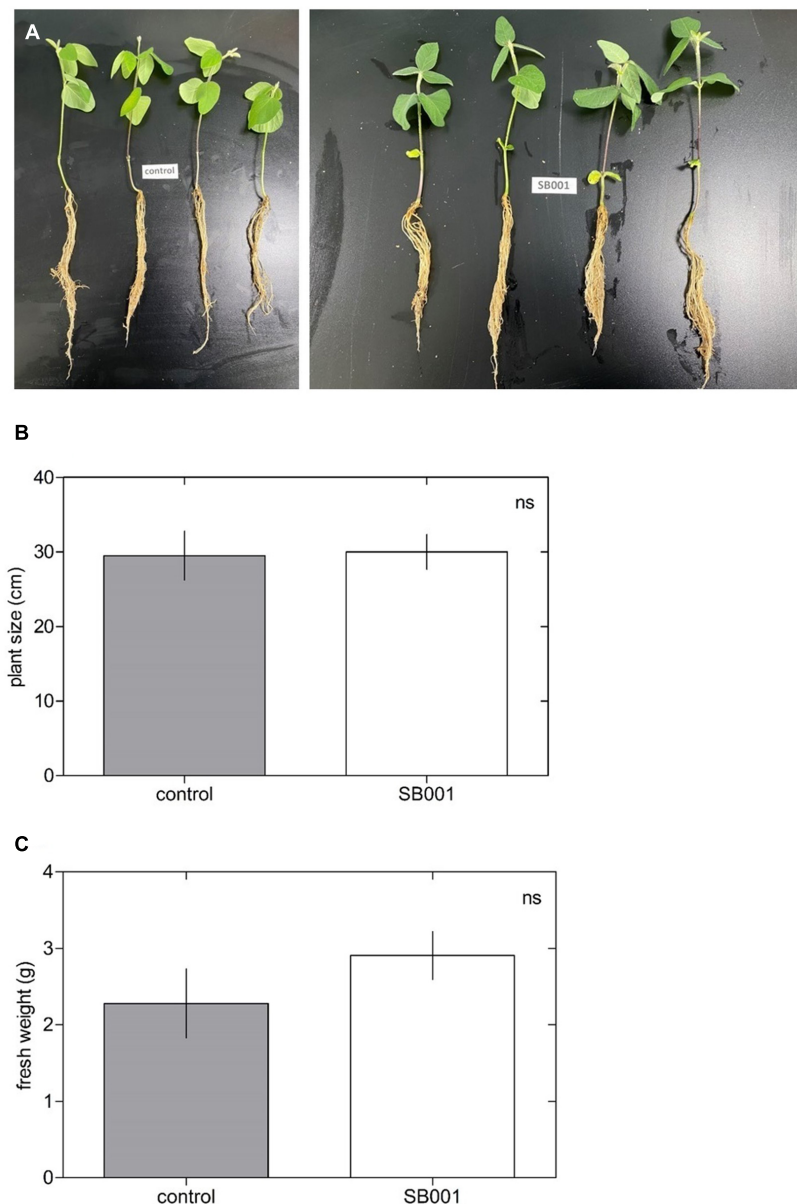 A
control
SB001
B
40
30
20
10
0
plant size (cm)
ns
control
SB001
C
4
3
2
1
0
fresh weight (g)
ns
control
SB001